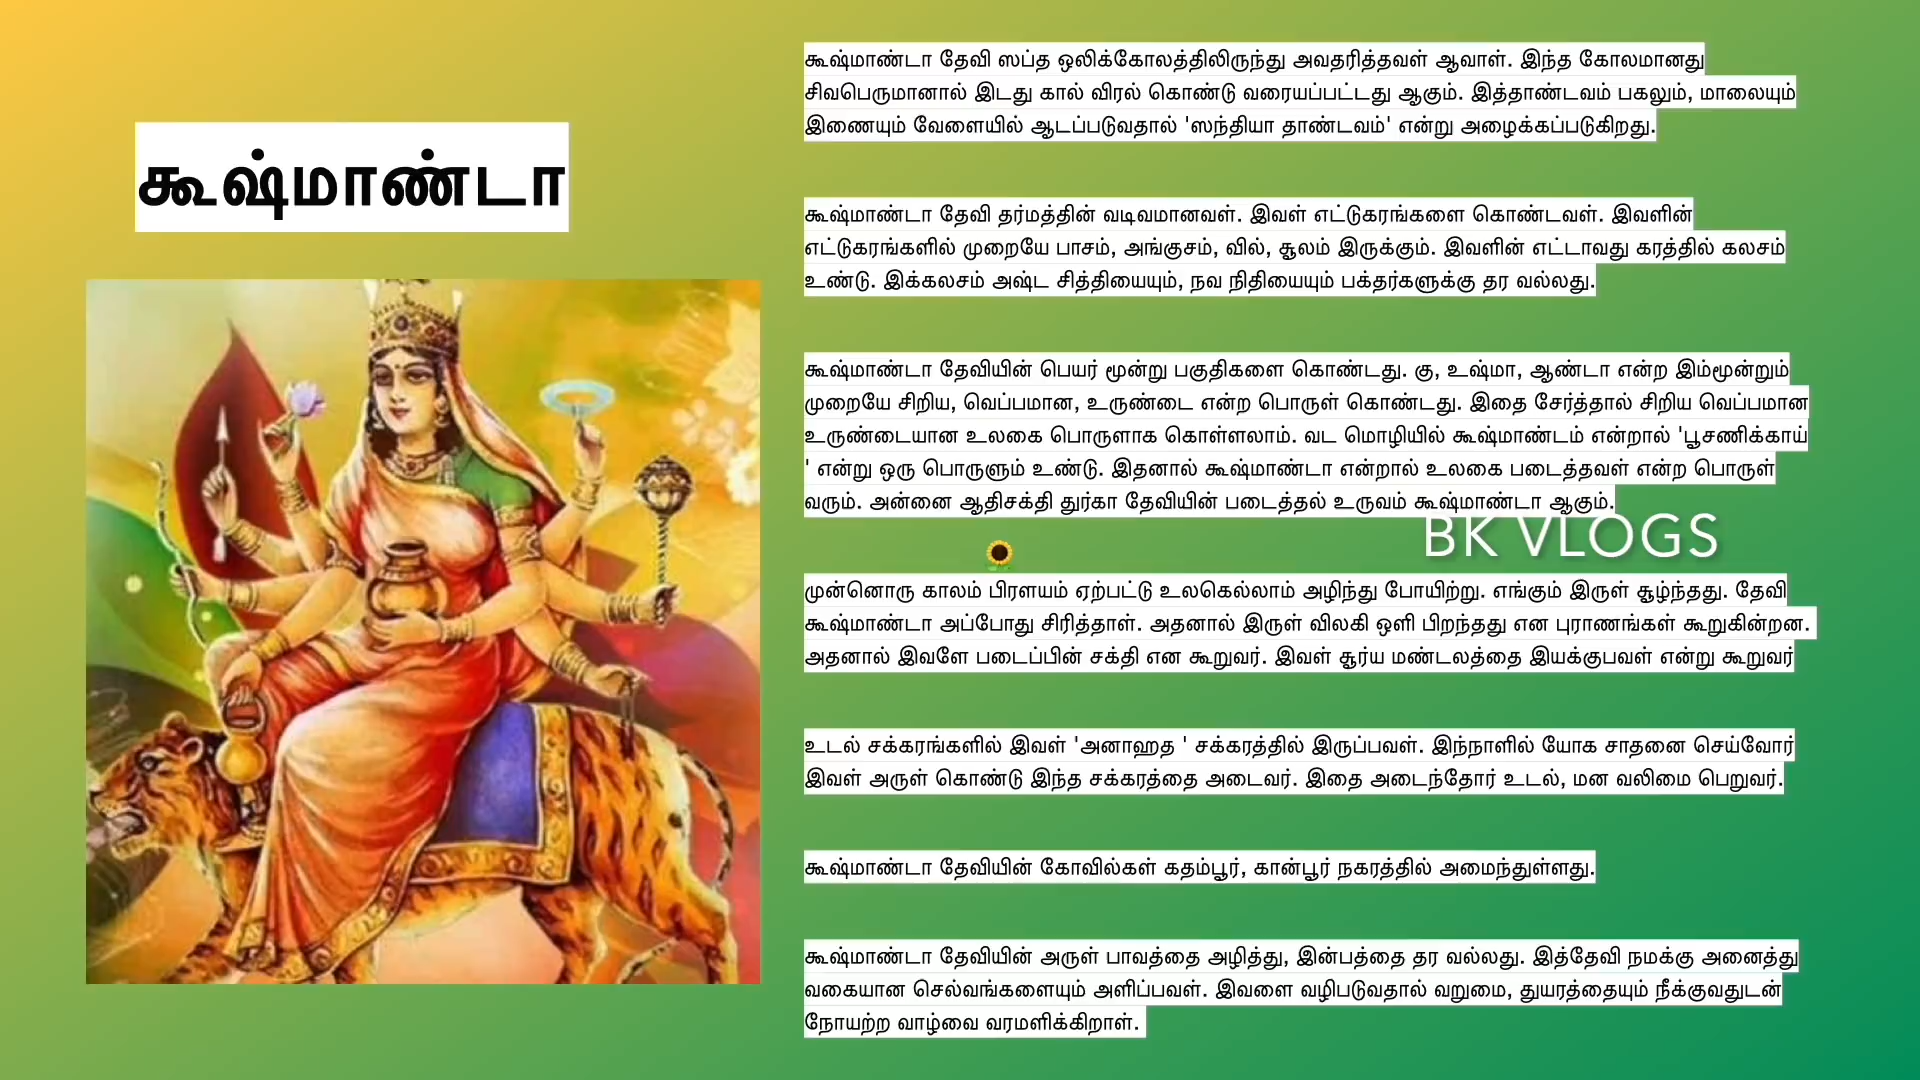 கூஷ்மாண்டா
கூஷ்மாண்டா தேவி ஸப்த ஒலிக்கோலத்திலிருந்து அவதரித்தவள் ஆவாள். இந்த கோலமானது
சிவபெருமானால் இடது கால் விரல் கொண்டு வரையப்பட்டது ஆகும். இத்தாண்டவம் பகலும், மாலையும்
இணையும் வேளையில் ஆடப்படுவதால் 'ஸந்தியா தாண்டவம்' என்று அழைக்கப்படுகிறது.
கூஷ்மாண்டா தேவி தர்மத்தின் வடிவமானவள். இவள் எட்டுகரங்களை கொண்டவள். இவளின்
எட்டுகரங்களில் முறையே பாசம், அங்குசம், வில், சூலம் இருக்கும். இவளின் எட்டாவது கரத்தில் கலசம்
உண்டு. இக்கலசம் அஷ்ட சித்தியையும், நவ நிதியையும் பக்தர்களுக்கு தர வல்லது.
கூஷ்மாண்டா தேவியின் பெயர் மூன்று பகுதிகளை கொண்டது. கு, உஷ்மா, ஆண்டா என்ற இம்மூன்றும்
முறையே சிறிய, வெப்பமான, உருண்டை என்ற பொருள் கொண்டது. இதை சேர்த்தால் சிறிய வெப்பமான
உருண்டையான உலகை பொருளாக கொள்ளலாம். வட மொழியில் கூஷ்மாண்டம் என்றால் 'பூசணிக்காய்
' என்று ஒரு பொருளும் உண்டு. இதனால் கூஷ்மாண்டா என்றால் உலகை படைத்தவள் என்ற பொருள்
வரும். அன்னை ஆதிசக்தி துர்கா தேவியின் படைத்தல் உருவம் கூஷ்மாண்டா ஆகும்.
BK VLOGS
முன்னொரு காலம் பிரளயம் ஏற்பட்டு உலகெல்லாம் அழிந்து போயிற்று. எங்கும் இருள் சூழ்ந்தது. தேவி
கூஷ்மாண்டா அப்போது சிரித்தாள். அதனால் இருள் விலகி ஒளி பிறந்தது என புராணங்கள் கூறுகின்றன.
அதனால் இவளே படைப்பின் சக்தி என கூறுவர். இவள் சூர்ய மண்டலத்தை இயக்குபவள் என்று கூறுவர்
உடல் சக்கரங்களில் இவள் 'அனாஹத ' சக்கரத்தில் இருப்பவள். இந்நாளில் யோக சாதனை செய்வோர்
இவள் அருள் கொண்டு இந்த சக்கரத்தை அடைவர். இதை அடைந்தோர் உடல், மன வலிமை பெறுவர்.
கூஷ்மாண்டா தேவியின் கோவில்கள் கதம்பூர், கான்பூர் நகரத்தில் அமைந்துள்ளது.
கூஷ்மாண்டா தேவியின் அருள் பாவத்தை அழித்து, இன்பத்தை தர வல்லது. இத்தேவி நமக்கு அனைத்து
வகையான செல்வங்களையும் அளிப்பவள். இவளை வழிபடுவதால் வறுமை, துயரத்தையும் நீக்குவதுடன்
நோயற்ற வாழ்வை வரமளிக்கிறாள்.